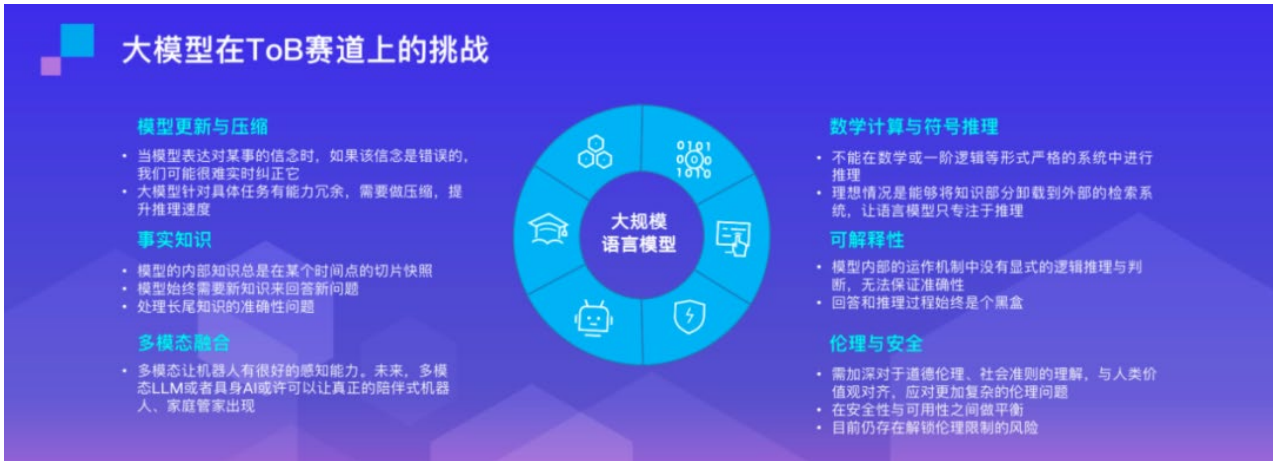 大模型在ToB赛道上的挑战
模型更新与压缩
• 当模型表达对某事的信念时，如果该信念是错误的，
我们可能很难实时纠正它
• 大模型针对具体任务有能力冗余，需要做压缩，提
升推理速度
事实知识
• 模型的内部知识总是在某个时间点的切片快照
• 模型始终需要新知识来回答新问题
• 处理长尾知识的准确性问题
多模态融合
• 多模态让机器人有很好的感知能力。未来，多模
态LLM或者具身AI或许可以让真正的陪伴式机器
人、家庭管家出现
0101
1010
大规模
语言模型
数学计算与符号推理
• 不能在数学或一阶逻辑等形式严格的系统中进行
推理
• 理想情况是能够将知识部分卸载到外部的检索系
统，让语言模型只专注于推理
可解释性
• 模型内部的运作机制中没有显式的逻辑推理与判
断，无法保证准确性
• 回答和推理过程始终是个黑盒
伦理与安全
• 需加深对于道德伦理、社会准则的理解，与人类价
值观对齐，应对更加复杂的伦理问题
• 在安全性与可用性之间做平衡
• 目前仍存在解锁伦理限制的风险